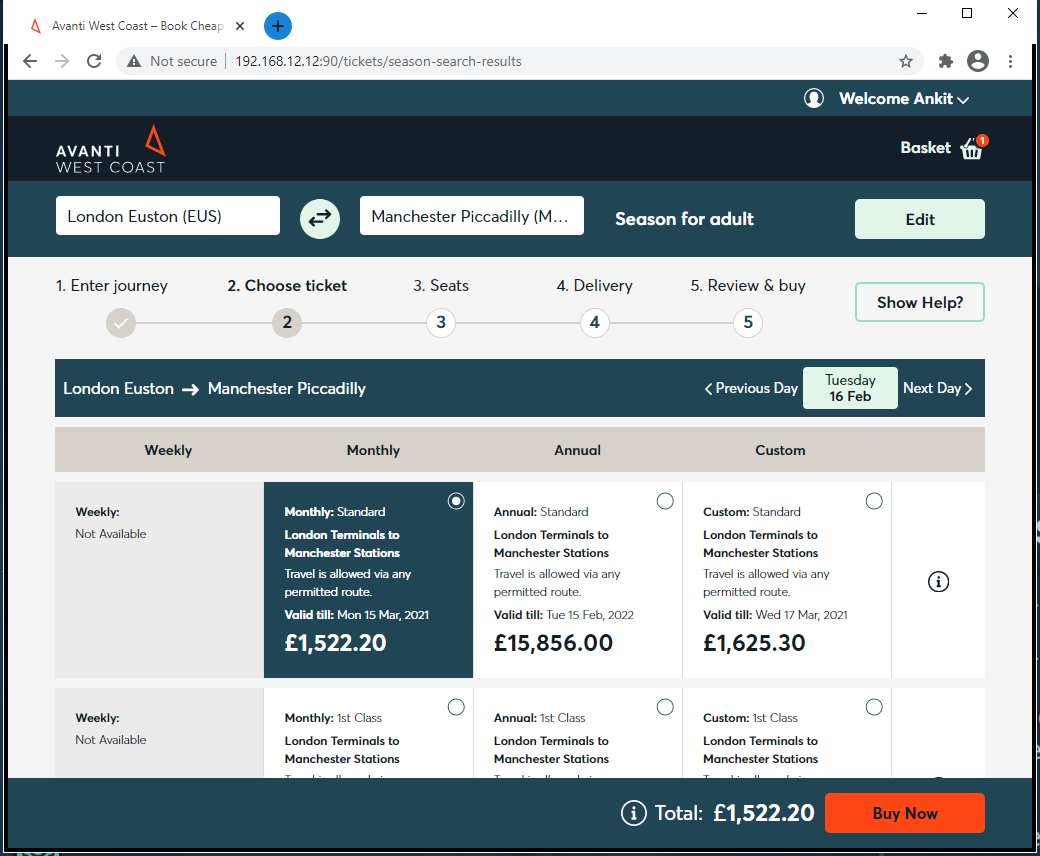 Avanti West Coast – Book Cheap
Not secure
192.168.12.12:90/tickets/season-search-results
Welcome Ankit
AVANTI
WEST COAST
Basket 1
London Euston (EUS)
Manchester Piccadilly (M...
Season for adult
Edit
1. Enter journey
2. Choose ticket
3. Seats
4. Delivery
5. Review & buy
2
3
4
5
Show Help?
London Euston → Manchester Piccadilly
Previous Day
Tuesday
16 Feb
Next Day
Weekly
Monthly
Annual
Custom
Weekly:
Not Available
Monthly: Standard
London Terminals to
Manchester Stations
Travel is allowed via any
permitted route.
Valid till: Mon 15 Mar, 2021
£1,522.20
Annual: Standard
London Terminals to
Manchester Stations
Travel is allowed via any
permitted route.
Valid till: Tue 15 Feb, 2022
£15,856.00
Custom: Standard
London Terminals to
Manchester Stations
Travel is allowed via any
permitted route.
Valid till: Wed 17 Mar, 2021
£1,625.30
Weekly:
Not Available
Monthly: 1st Class
London Terminals to
Manchester Stations
Annual: 1st Class
London Terminals to
Manchester Stations
Custom: 1st Class
London Terminals to
Manchester Stations
Total: £1,522.20
Buy Now